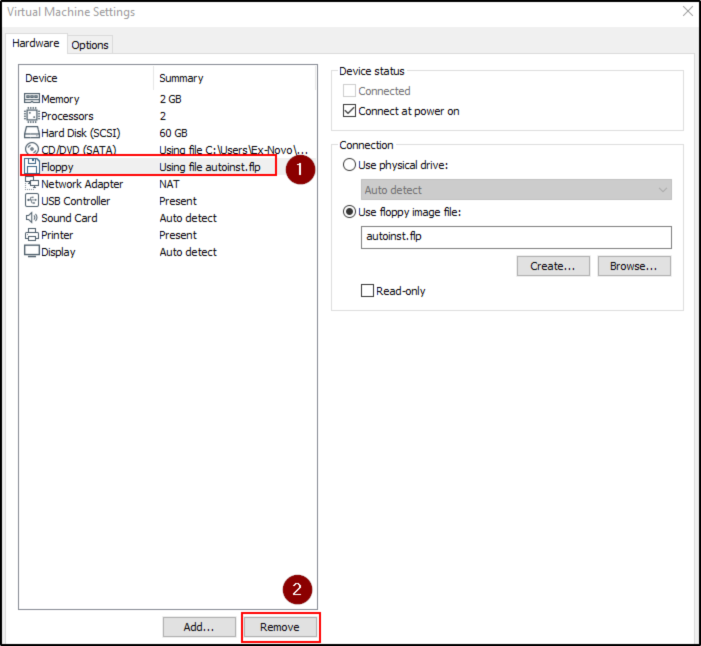 Virtual Machine Settings
Hardware Options
Device Summary
Memory 2 GB
Processors 2
Hard Disk (SCSI) 60 GB
CD/DVD (SATA) Using file C:\Users\Ex-Novo\...
Floppy Using file autoinst.flp
1
Network Adapter NAT
USB Controller Present
Sound Card Auto detect
Printer Present
Display Auto detect
2
Add... Remove
Device status
Connected
Connect at power on
Connection
Use physical drive:
Auto detect
Use floppy image file:
autoinst.flp
Create... Browse...
Read-only